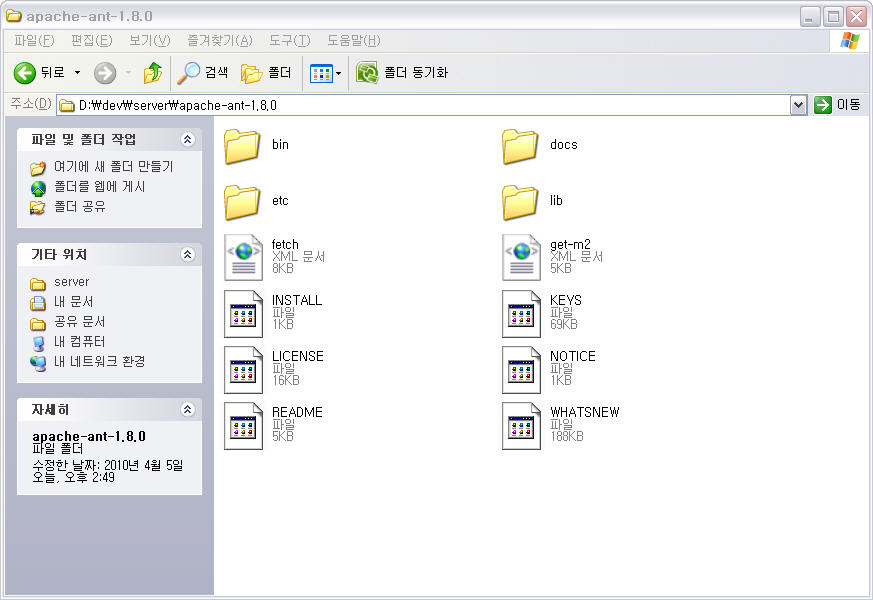 apache-ant-1.8.0
파일(F) 편집(E) 보기(V) 즐겨찾기(A) 도구(T) 도움말(H)
뒤로 검색 폴더 폴더 동기화
주소(D) D:₩dev₩server₩apache-ant-1.8.0 이동
파일 및 폴더 작업
여기에 새 폴더 만들기
폴더를 웹에 게시
폴더 공유
기타 위치
server
내 문서
공유 문서
내 컴퓨터
내 네트워크 환경
자세히
apache-ant-1.8.0
파일 폴더
수정한 날짜: 2010년 4월 5일
오늘, 오후 2:49
bin
docs
etc
lib
fetch
XML 문서
8KB
get-m2
XML 문서
5KB
INSTALL
파일
1KB
KEYS
파일
69KB
LICENSE
파일
16KB
NOTICE
파일
1KB
README
파일
5KB
WHATSNEW
파일
188KB